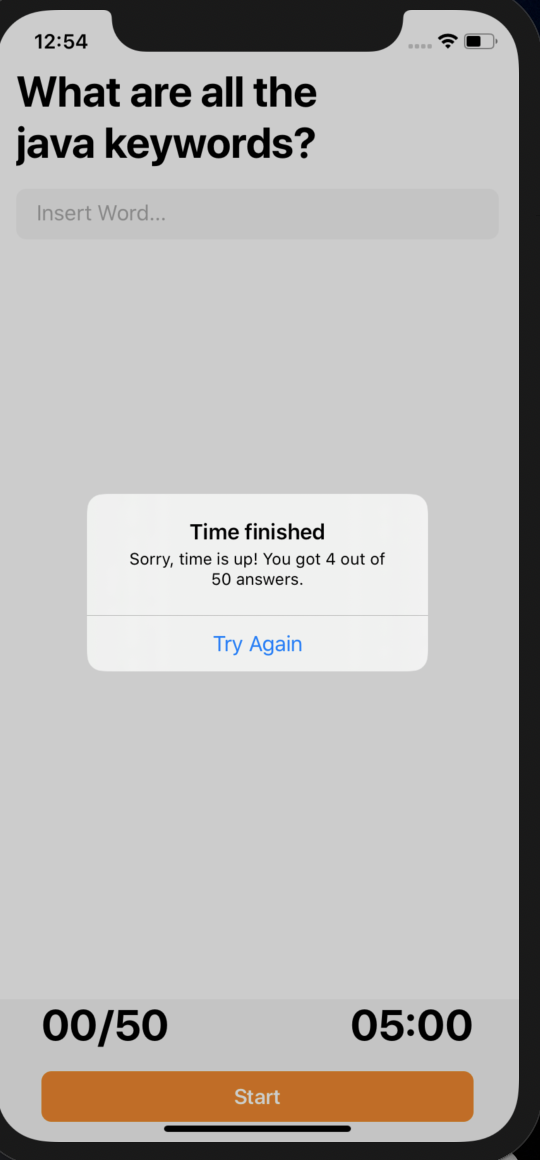 12:54
What are all the
java keywords?
Insert Word...
Time finished
Sorry, time is up! You got 4 out of
50 answers.
Try Again
00/50
05:00
Start